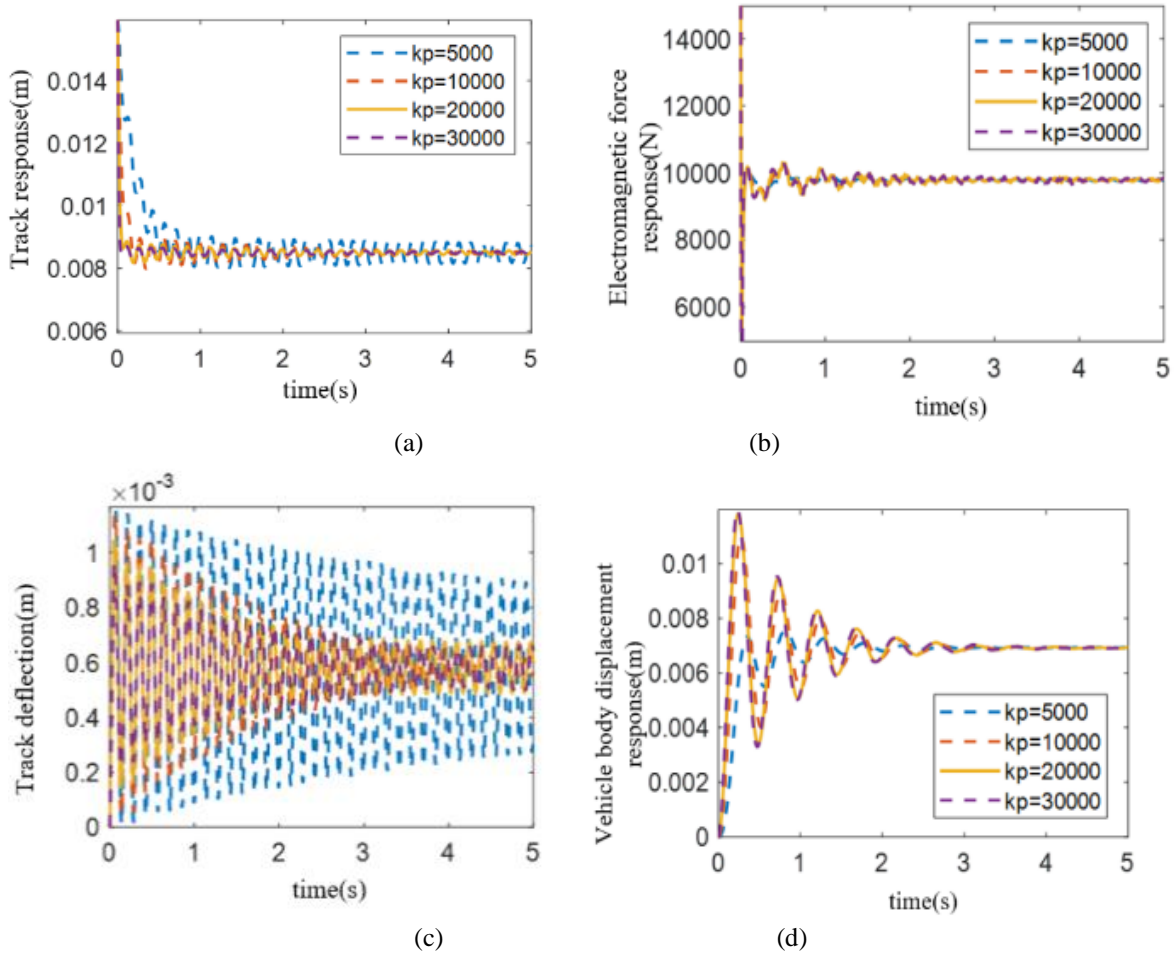 Track response(m)
0.014
0.012
0.01
0.008
0.006
kp=5000
kp=10000
kp=20000
kp=30000
0 1 2 3 4 5
time(s)
(a)
Electromagnetic force
response(N)
14000
12000
10000
8000
6000
kp=5000
kp=10000
kp=20000
kp=30000
0 1 2 3 4 5
time(s)
(b)
×10-3
Track deflection(m)
1
0.8
0.6
0.4
0.2
0
0 1 2 3 4 5
time(s)
(c)
Vehicle body displacement
response(m)
0.01
0.008
0.006
0.004
0.002
0
kp=5000
kp=10000
kp=20000
kp=30000
0 1 2 3 4 5
time(s)
(d)